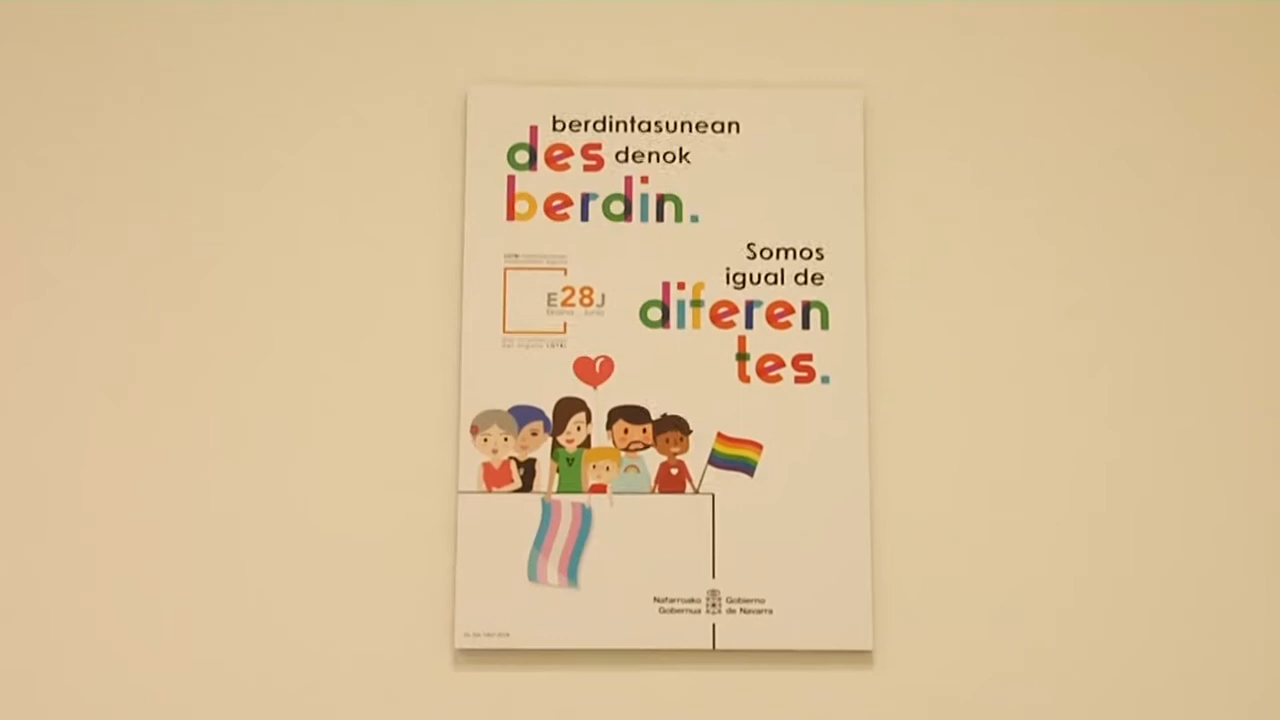 berdintasunean
des denok
berdin.
Somos
igual de
diferen
tes.
E28J
Nafarroako Gobierno
Gobernua de Navarra